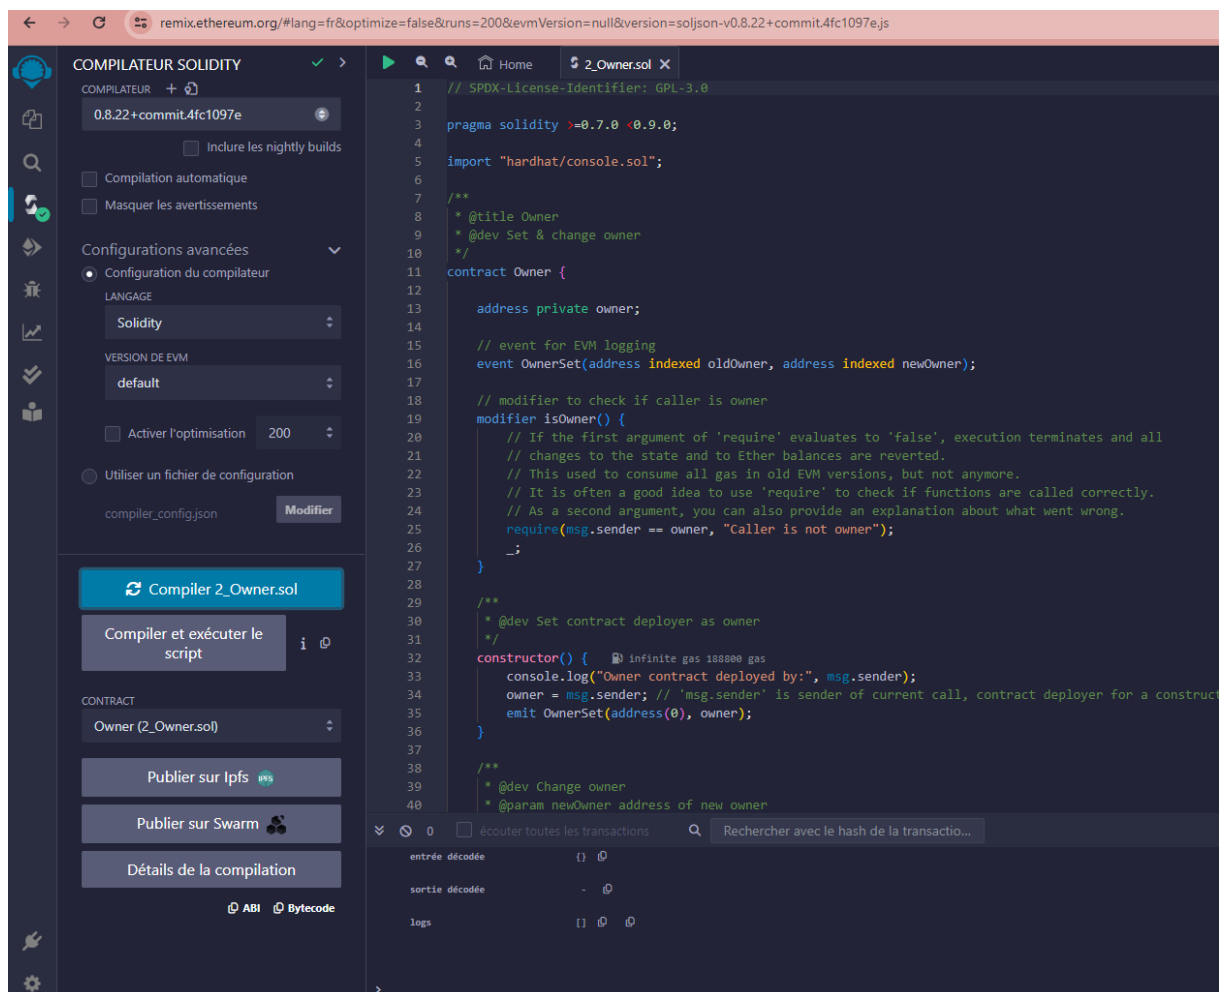 remix.ethereum.org/#lang=fr&optimize=false&runs=200&evmVersion=null&version=soljson-v0.8.22+commit.4fc1097e.js
COMPILATEUR SOLIDITY
COMPILATEUR
0.8.22+commit.4fc1097e
Inclure les nightly builds
Compilation automatique
Masquer les avertissements
Configurations avancées
Configuration du compilateur
LANGAGE
Solidity
VERSION DE EVM
default
Activer l'optimisation 200
Utiliser un fichier de configuration
compiler_config.json Modifier
Compiler 2_Owner.sol
Compiler et exécuter le
script
CONTRACT
Owner (2_Owner.sol)
Publier sur Ipfs IPFS
Publier sur Swarm
Détails de la compilation
ABI Bytecode
Home 2_Owner.sol
1 // SPDX-License-Identifier: GPL-3.0
2
3 pragma solidity >=0.7.0 <0.9.0;
4
5 import "hardhat/console.sol";
6
7 /**
8 * @title Owner
9 * @dev Set & change owner
10 */
11 contract Owner {
12
13 address private owner;
14
15 // event for EVM logging
16 event OwnerSet(address indexed oldOwner, address indexed newOwner);
17
18 // modifier to check if caller is owner
19 modifier isOwner() {
20 // If the first argument of 'require' evaluates to 'false', execution terminates and all
21 // changes to the state and to Ether balances are reverted.
22 // This used to consume all gas in old EVM versions, but not anymore.
23 // It is often a good idea to use 'require' to check if functions are called correctly.
24 // As a second argument, you can also provide an explanation about what went wrong.
25 require(msg.sender == owner, "Caller is not owner");
26 _;
27 }
28
29 /**
30 * @dev Set contract deployer as owner
31 */
32 constructor() { infinite gas 188800 gas
33 console.log("Owner contract deployed by:", msg.sender);
34 owner = msg.sender; // 'msg.sender' is sender of current call, contract deployer for a construct
35 emit OwnerSet(address(0), owner);
36 }
37
38 /**
39 * @dev Change owner
40 * @param newOwner address of new owner
0 écouter toutes les transactions Rechercher avec le hash de la transactio...
entrée décodée {}
sortie décodée -
logs []
>